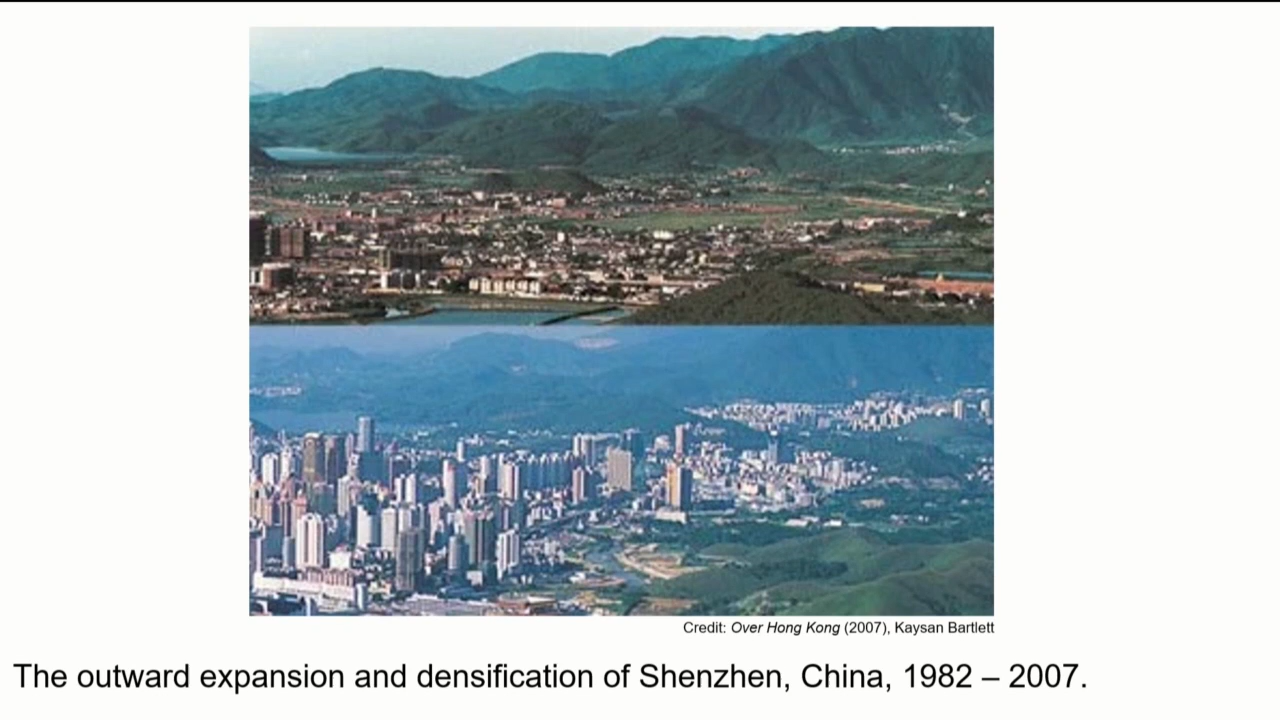 Credit: Over Hong Kong (2007), Kaysan Bartlett
The outward expansion and densification of Shenzhen, China, 1982 – 2007.